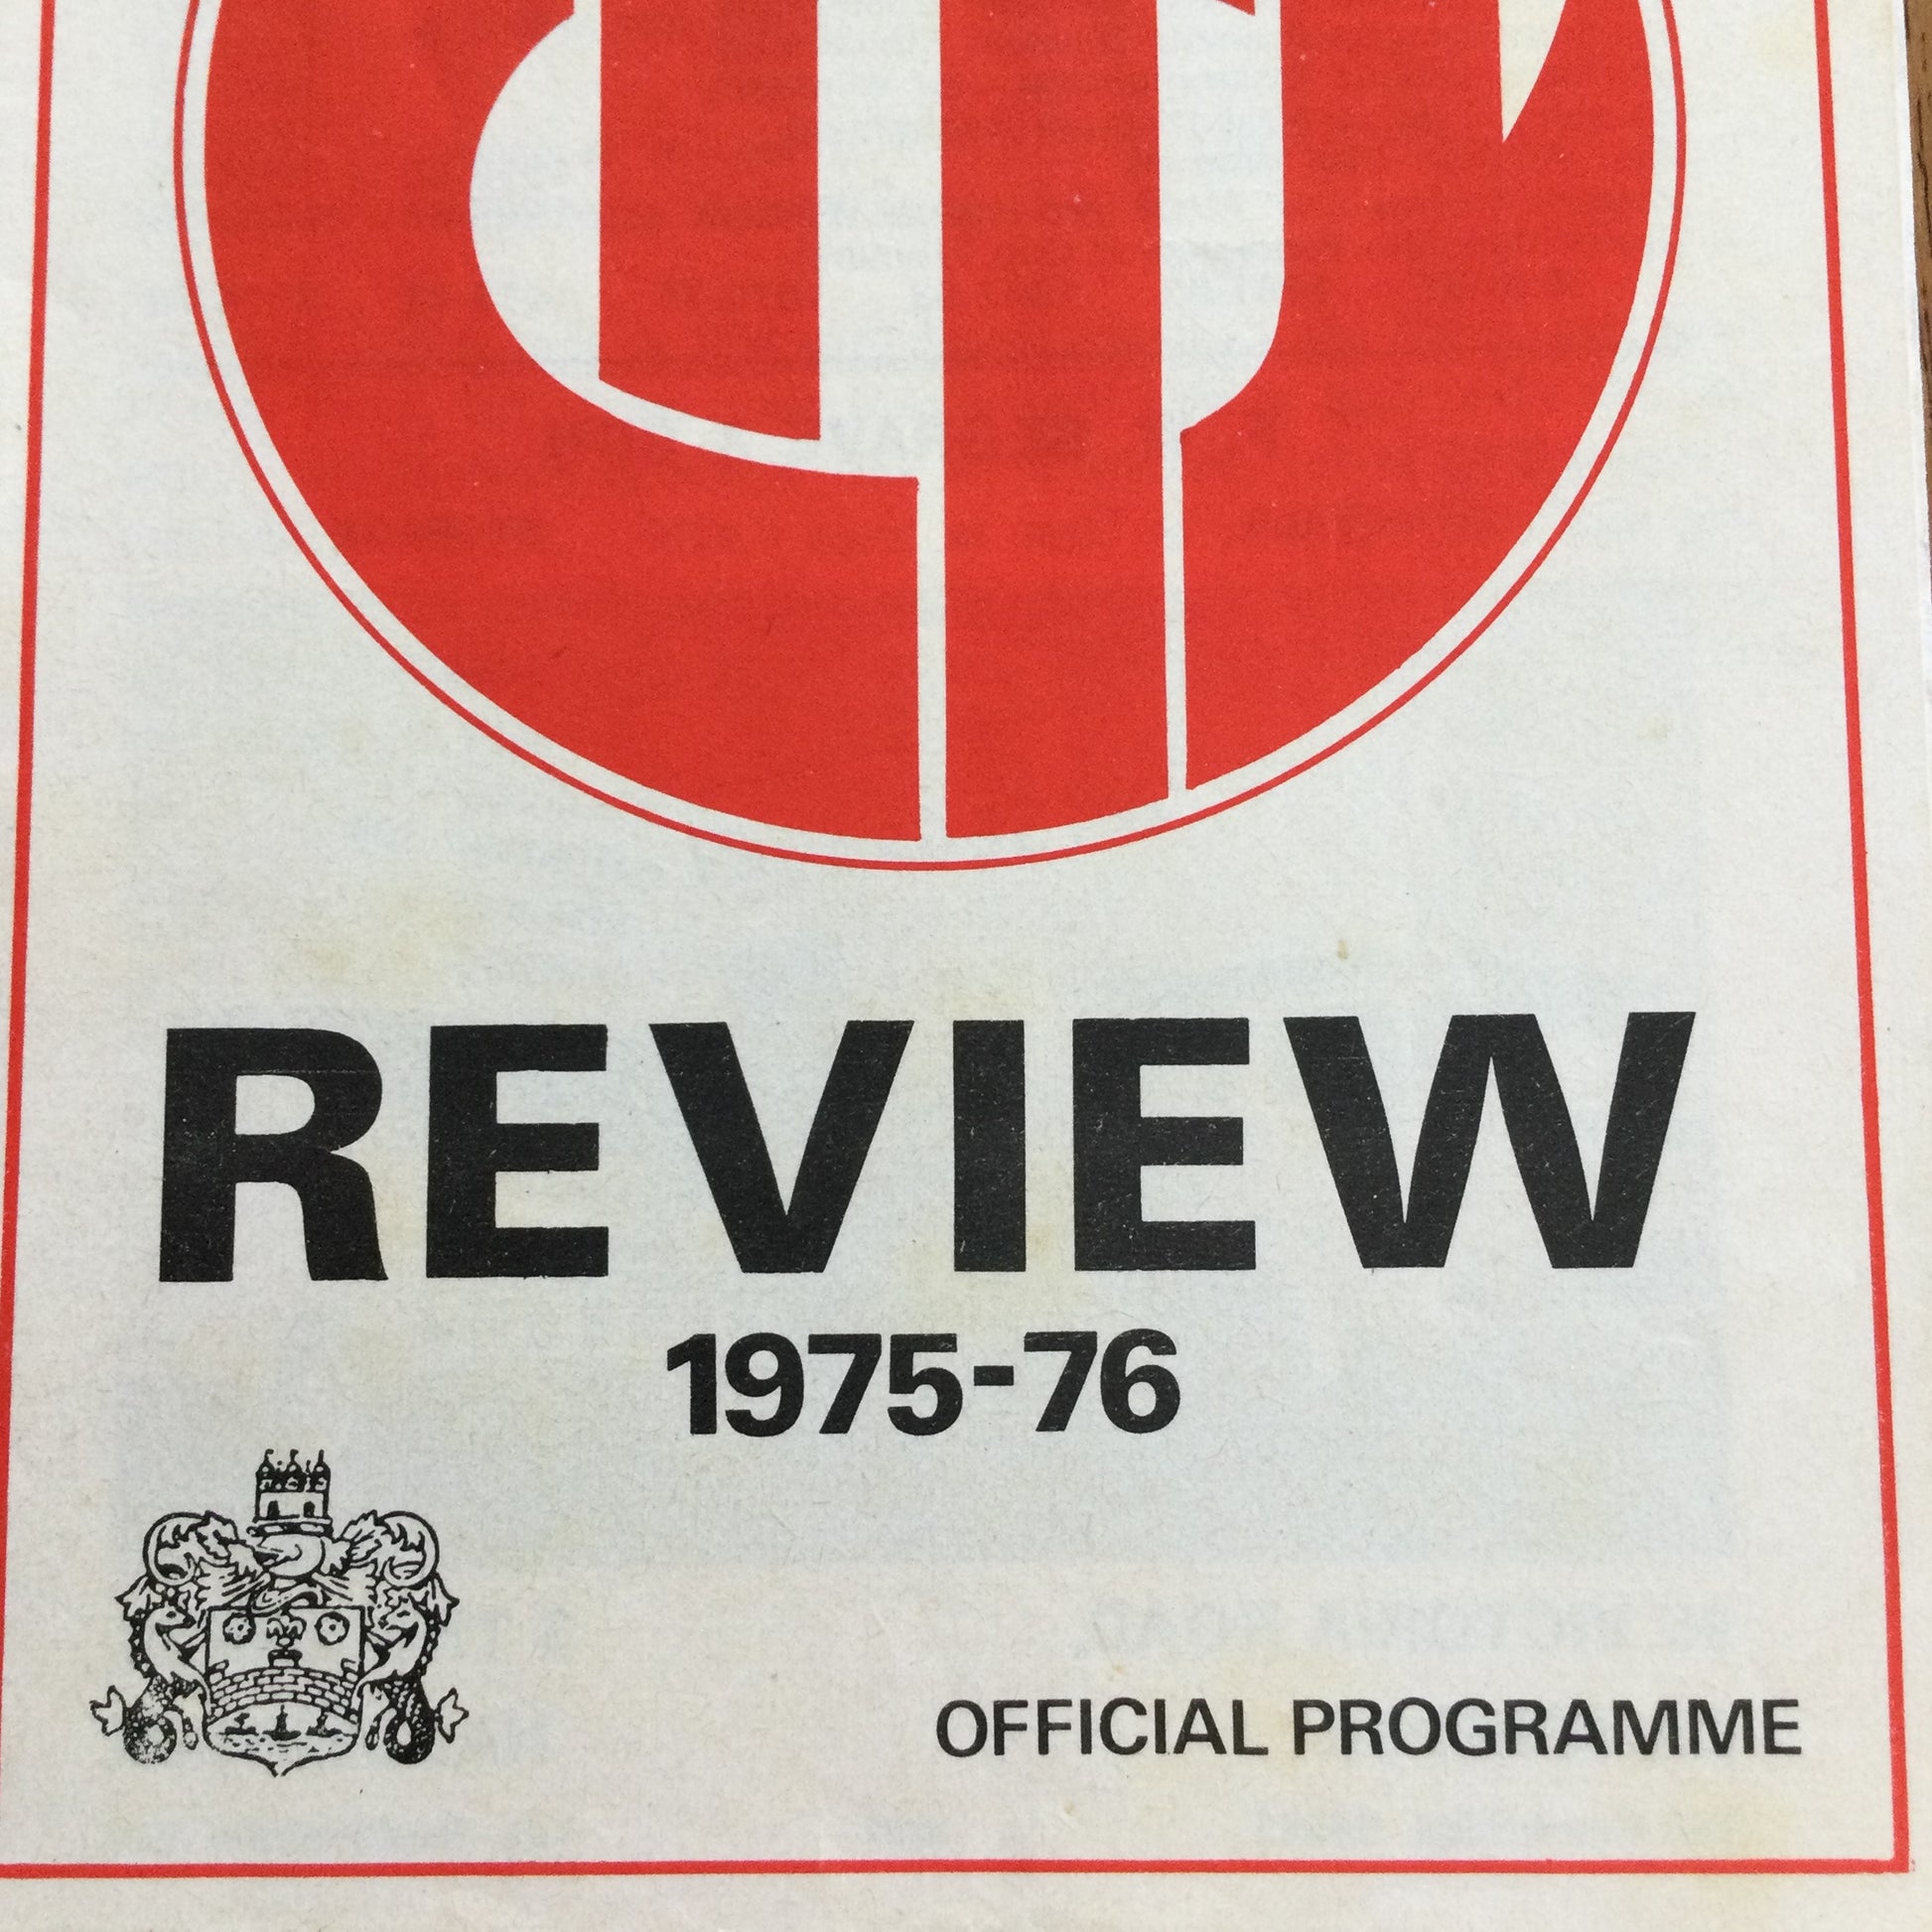 REVIEW
1975-76
OFFICIAL PROGRAMME